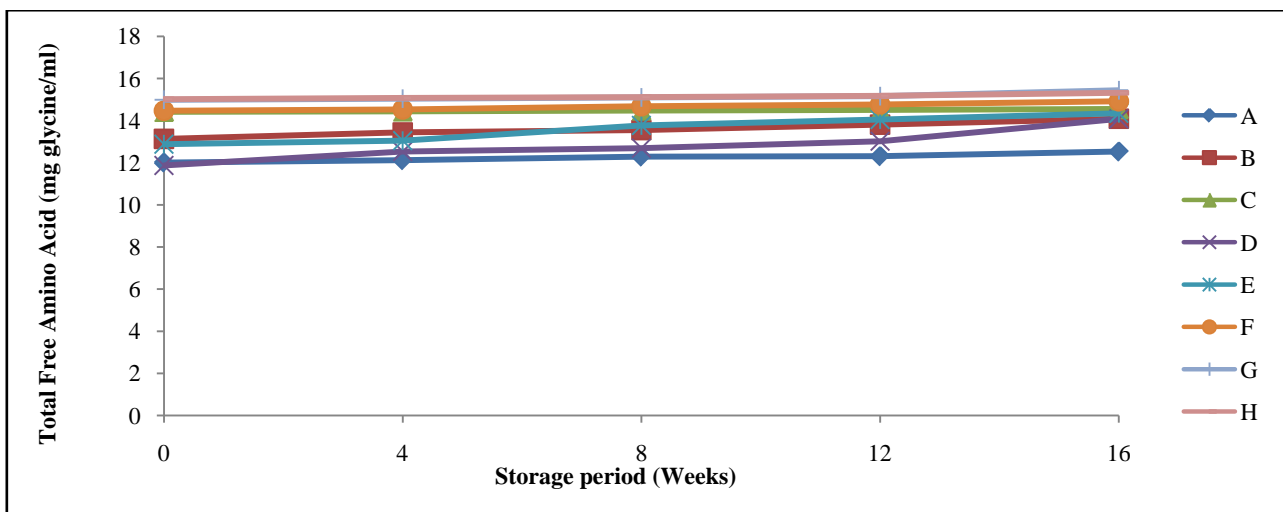 Total Free Amino Acid (mg glycine/ml)
18
16
14
12
10
8
6
4
2
0
0 4 8 12 16
Storage period (Weeks)
A
B
C
D
E
F
G
H